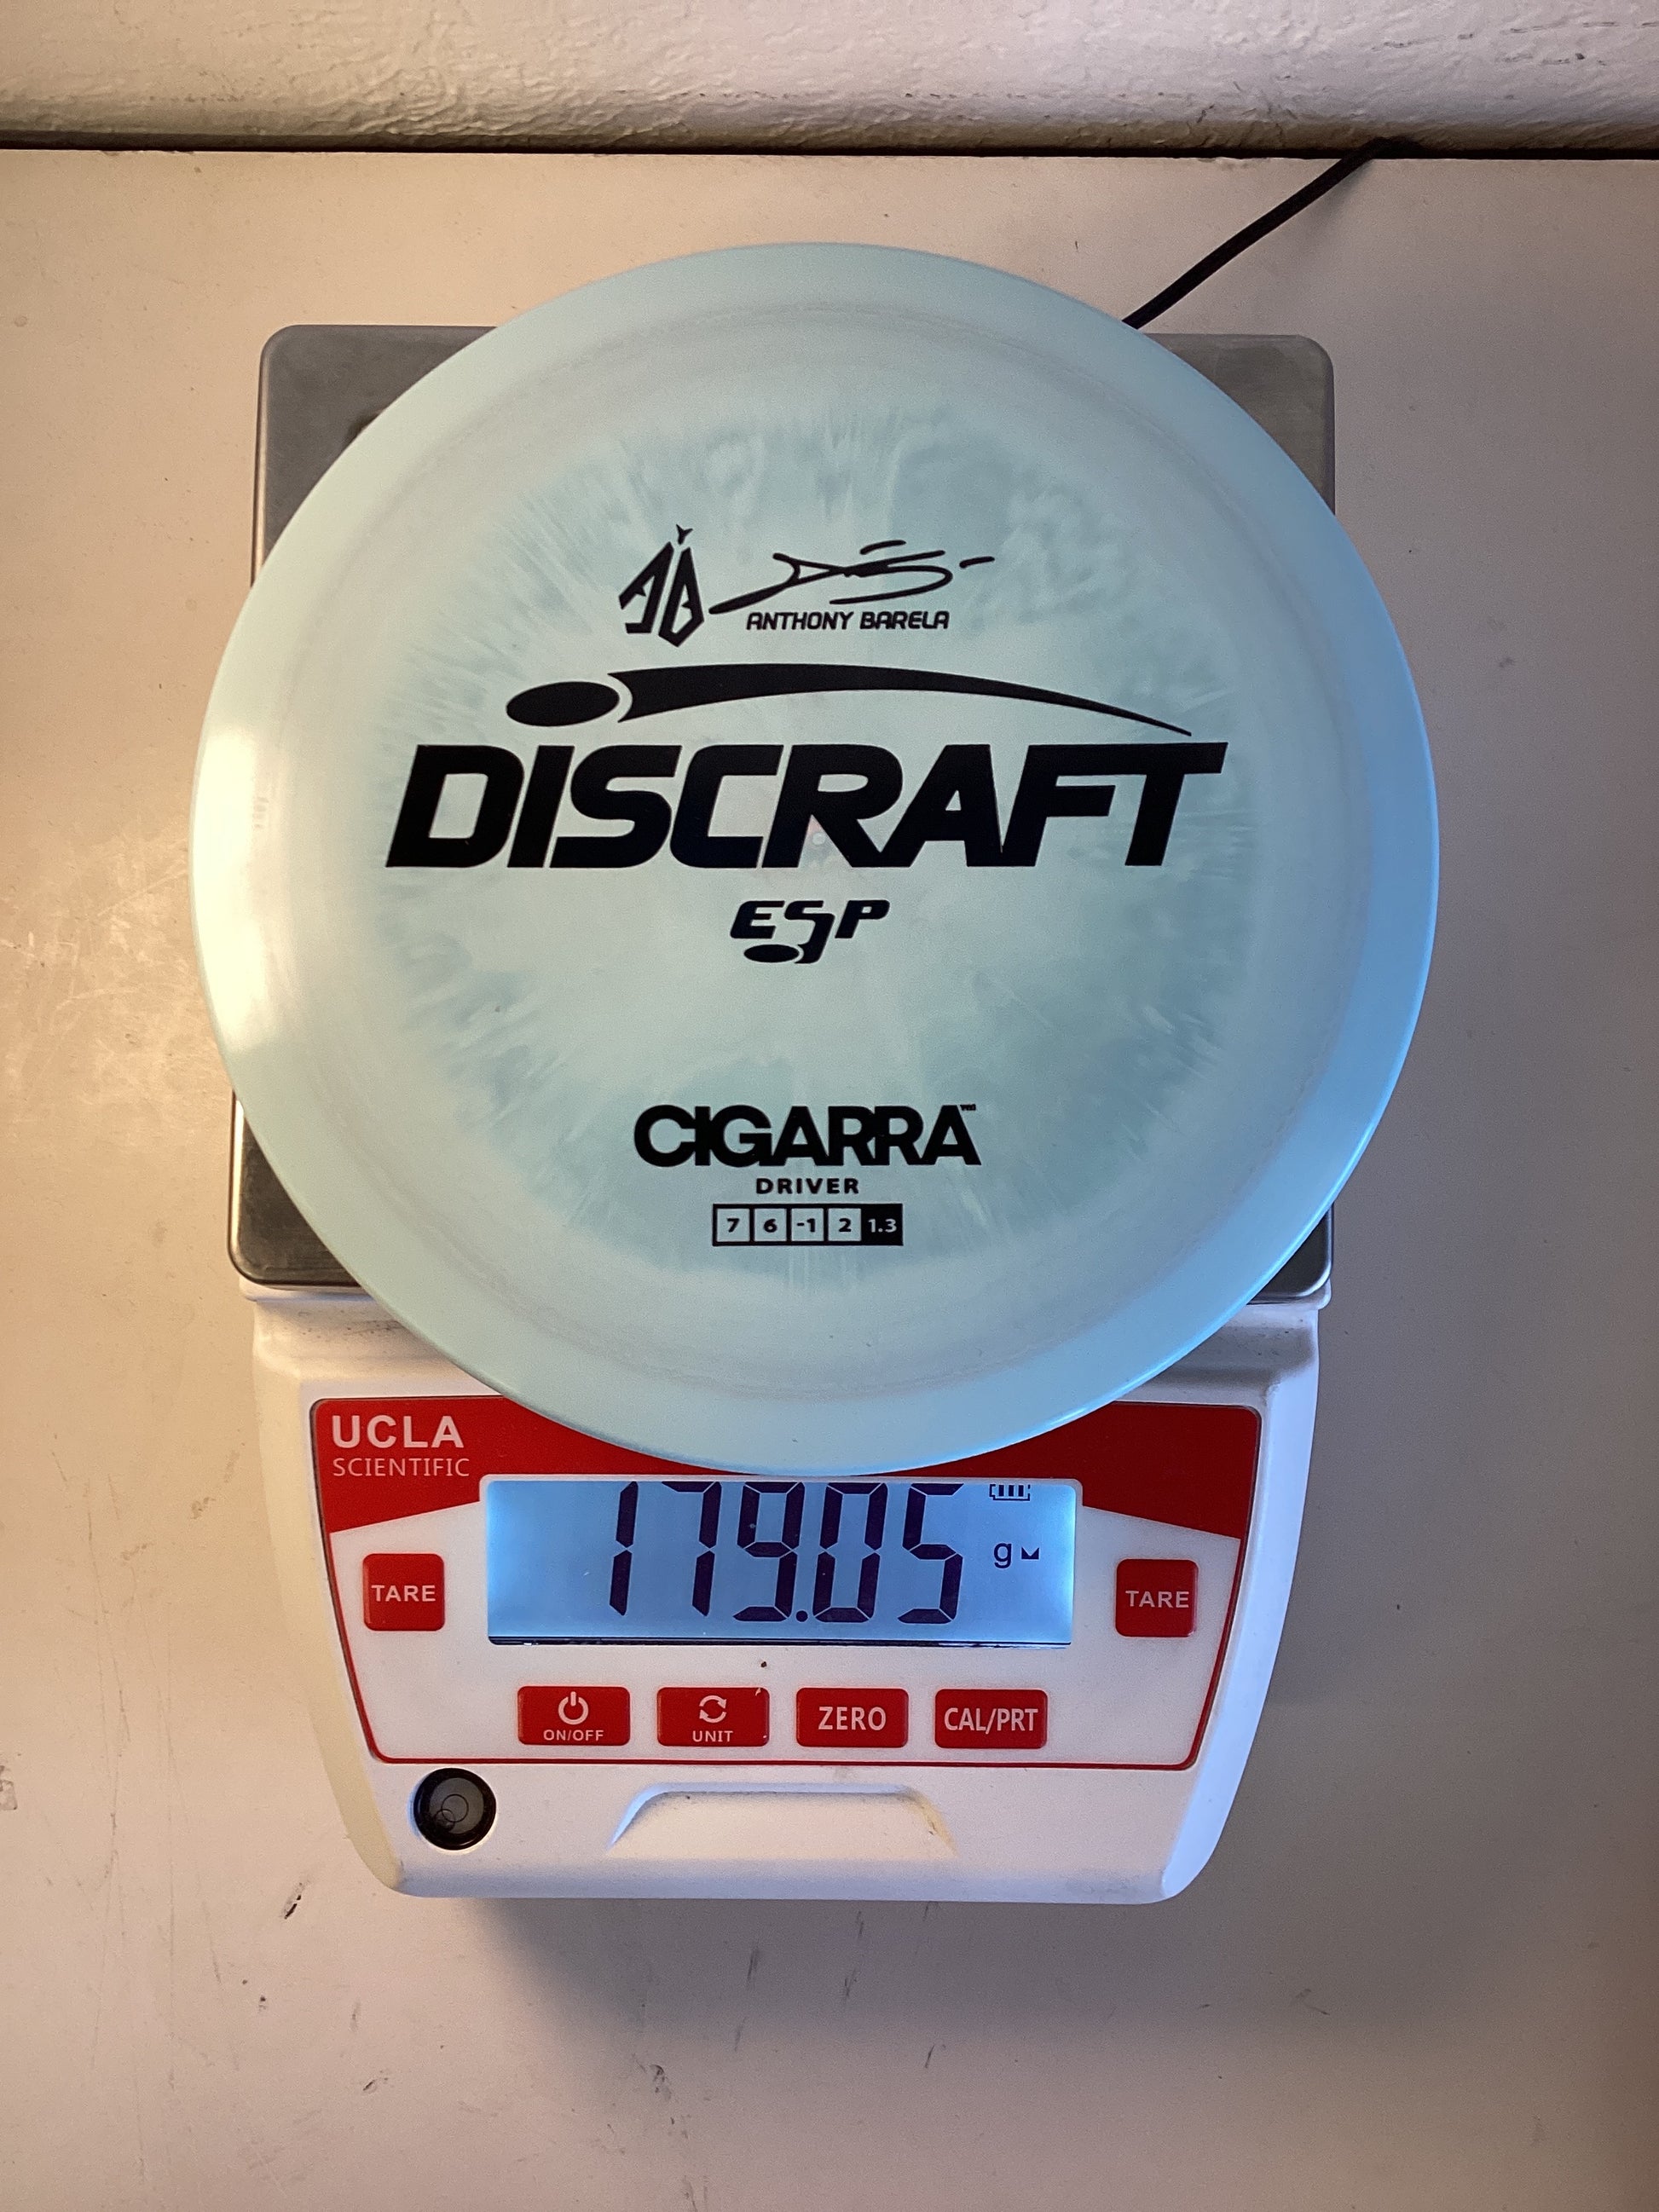 AB
ANTHONY BARELA
DISCRAFT
ESP
CIGARRA™
DRIVER
7 6 -1 2 1.3
UCLA
SCIENTIFIC
179.05 g
TARE
TARE
ON/OFF
UNIT
ZERO
CAL/PRT